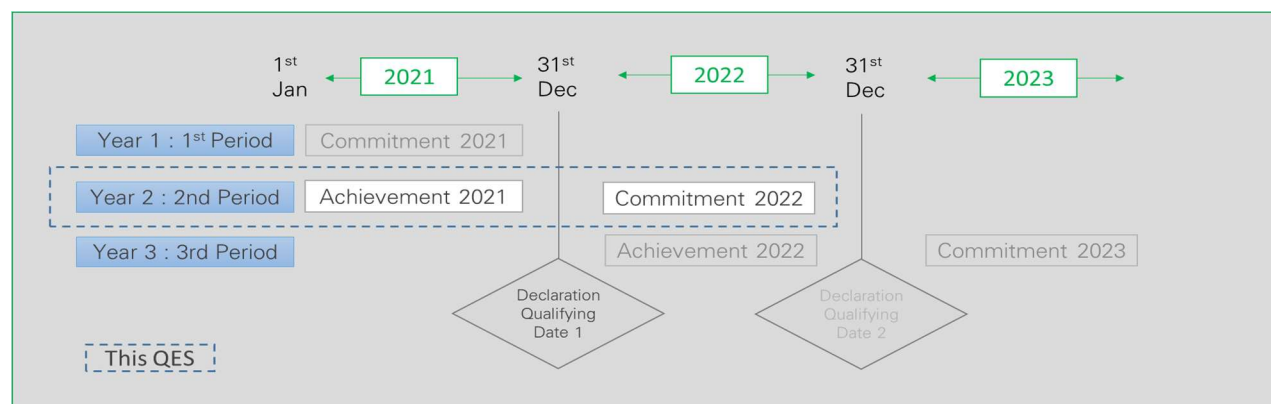 1st
Jan
2021
31st
Dec
2022
31st
Dec
2023
Year 1 : 1st Period
Commitment 2021
Year 2 : 2nd Period
Achievement 2021
Commitment 2022
Year 3 : 3rd Period
Achievement 2022
Commitment 2023
Declaration
Qualifying
Date 1
Declaration
Qualifying
Date 2
This QES